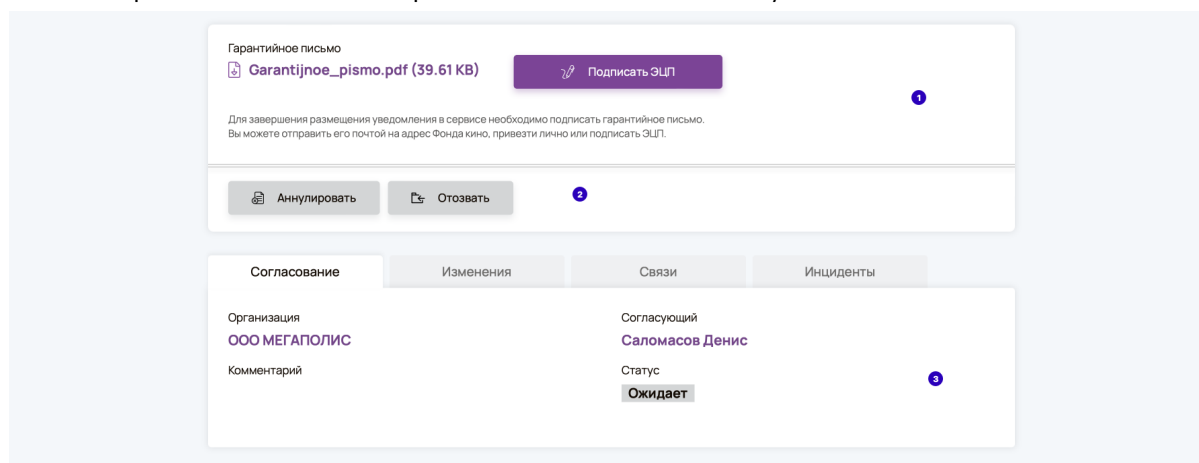 Гарантийное письмо
Garantijnoe_pismo.pdf (39.61 KB)
Подписать ЭЦП
1
Для завершения размещения уведомления в сервисе необходимо подписать гарантийное письмо.
Вы можете отправить его почтой на адрес Фонда кино, привезти лично или подписать ЭЦП.
Аннулировать
Отозвать
2
Согласование
Изменения
Связи
Инциденты
Организация
Согласующий
ООО МЕГАПОЛИС
Саломасов Денис
Комментарий
Статус
3
Ожидает